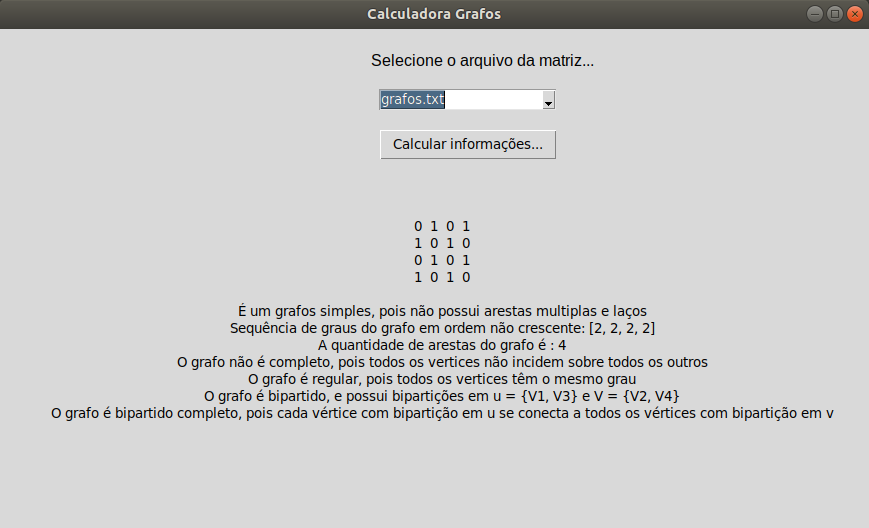 Calculadora Grafos
Selecione o arquivo da matriz...
grafos.txt
Calcular informações...
0 1 0 1
1 0 1 0
0 1 0 1
1 0 1 0
É um grafos simples, pois não possui arestas multiplas e laços
Sequência de graus do grafo em ordem não crescente: [2, 2, 2, 2]
A quantidade de arestas do grafo é : 4
O grafo não é completo, pois todos os vertices não incidem sobre todos os outros
O grafo é regular, pois todos os vertices têm o mesmo grau
O grafo é bipartido, e possui bipartições em u = {V1, V3} e V = {V2, V4}
O grafo é bipartido completo, pois cada vértice com bipartição em u se conecta a todos os vértices com bipartição em v